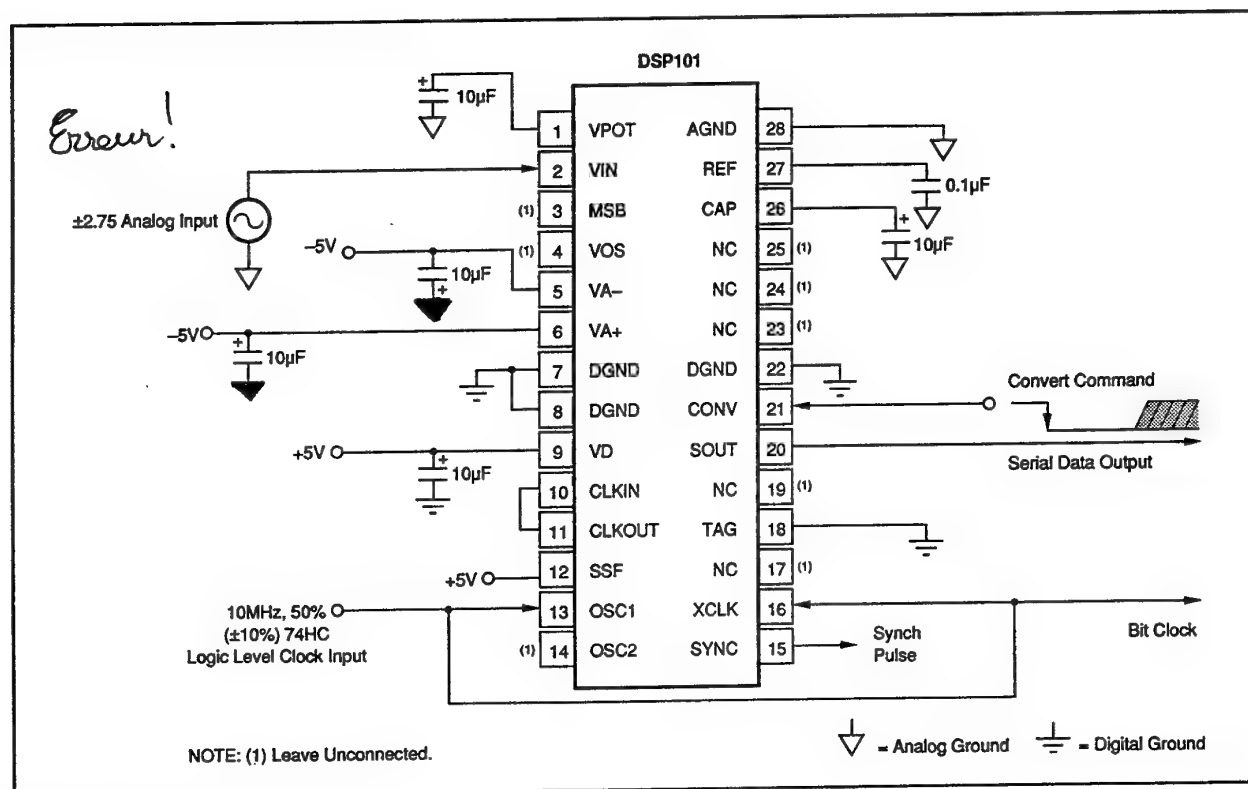 DSP101
Erreur!
+
10µF
1 VPOT
AGND 28
2 VIN
REF 27
0.1µF
±2.75 Analog Input
(1) 3 MSB
CAP 26
+
10µF
–5V
(1) 4 VOS
NC 25 (1)
10µF
+
5 VA–
NC 24 (1)
–5V
6 VA+
NC 23 (1)
+
10µF
7 DGND
DGND 22
8 DGND
CONV 21
Convert Command
+5V
9 VD
SOUT 20
Serial Data Output
+
10µF
10 CLKIN
NC 19 (1)
11 CLKOUT
TAG 18
+5V
12 SSF
NC 17 (1)
10MHz, 50%
(±10%) 74HC
Logic Level Clock Input
13 OSC1
XCLK 16
Bit Clock
(1) 14 OSC2
SYNC 15
Synch
Pulse
NOTE: (1) Leave Unconnected.
= Analog Ground
= Digital Ground